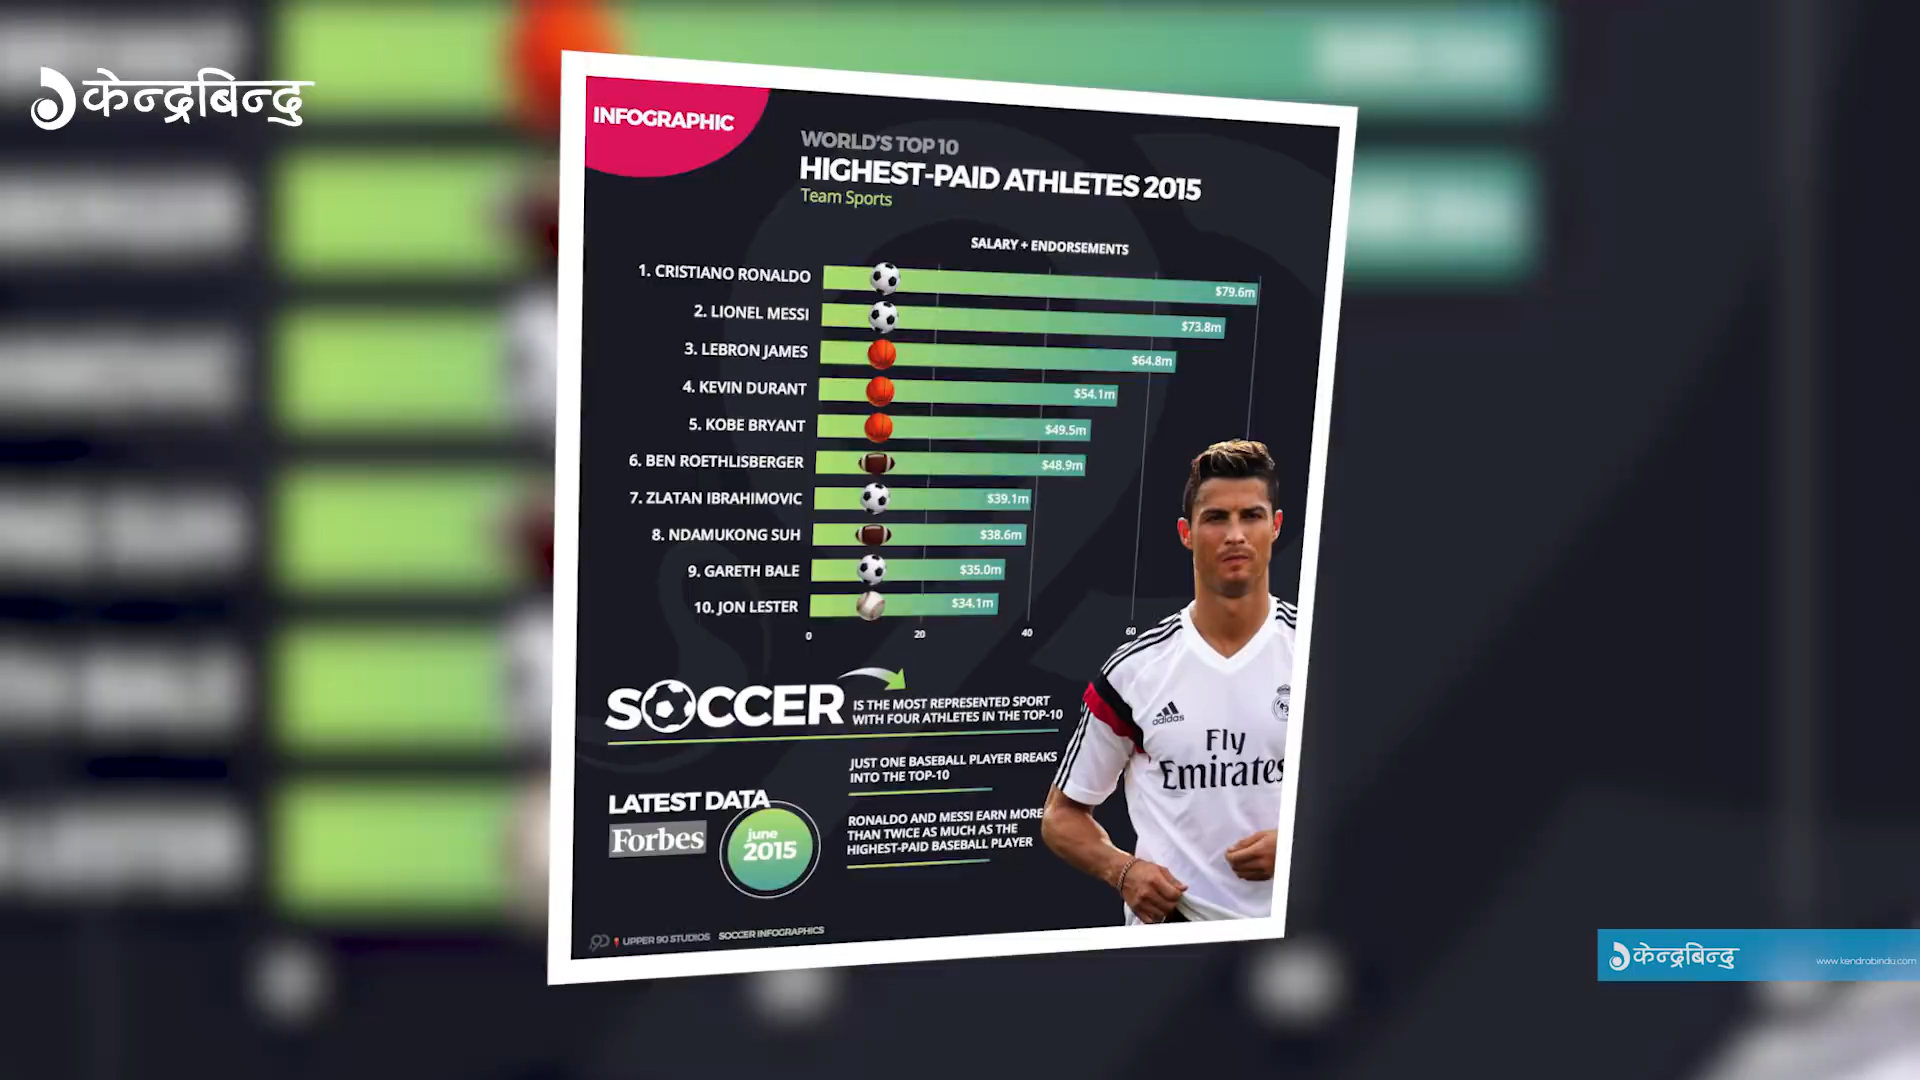 केन्द्रबिन्दु
INFOGRAPHIC
WORLD'S TOP 10
HIGHEST-PAID ATHLETES 2015
Team Sports
SALARY + ENDORSEMENTS
1. CRISTIANO RONALDO $79.6m
2. LIONEL MESSI $73.8m
3. LEBRON JAMES $64.8m
4. KEVIN DURANT $54.1m
5. KOBE BRYANT $49.5m
6. BEN ROETHLISBERGER $48.9m
7. ZLATAN IBRAHIMOVIC $39.1m
8. NDAMUKONG SUH $38.6m
9. GARETH BALE $35.0m
10. JON LESTER $34.1m
0 20 40 60
SOCCER
IS THE MOST REPRESENTED SPORT
WITH FOUR ATHLETES IN THE TOP-10
JUST ONE BASEBALL PLAYER BREAKS
INTO THE TOP-10
LATEST DATA
Forbes
june
2015
RONALDO AND MESSI EARN MORE
THAN TWICE AS MUCH AS THE
HIGHEST-PAID BASEBALL PLAYER
adidas
Fly
Emirates
UPPER 90 STUDIOS SOCCER INFOGRAPHICS
केन्द्रबिन्दु
www.kendrabindu.com